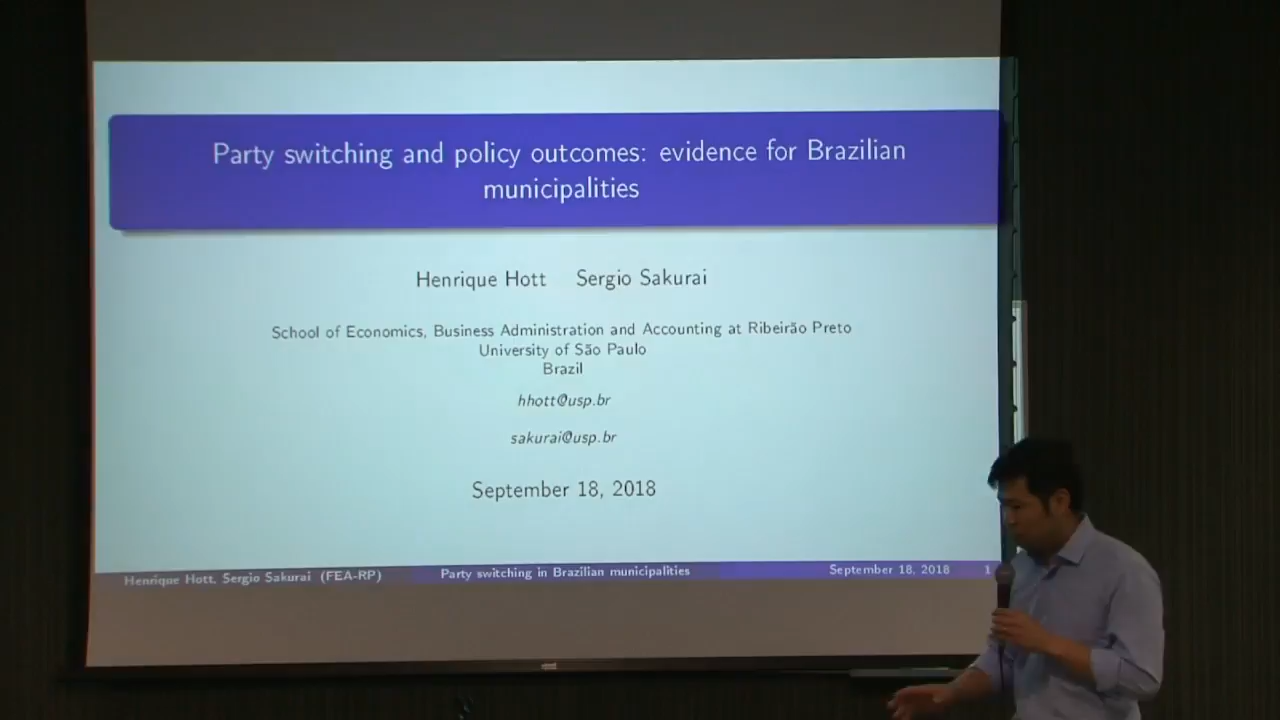 Party switching and policy outcomes: evidence for Brazilian
municipalities
Henrique Hott Sergio Sakurai
School of Economics, Business Administration and Accounting at Ribeirão Preto
University of São Paulo
Brazil
hhott@usp.br
sakurai@usp.br
September 18, 2018
Henrique Hott, Sergio Sakurai (FEA-RP) Party switching in Brazilian municipalities September 18, 2018 1